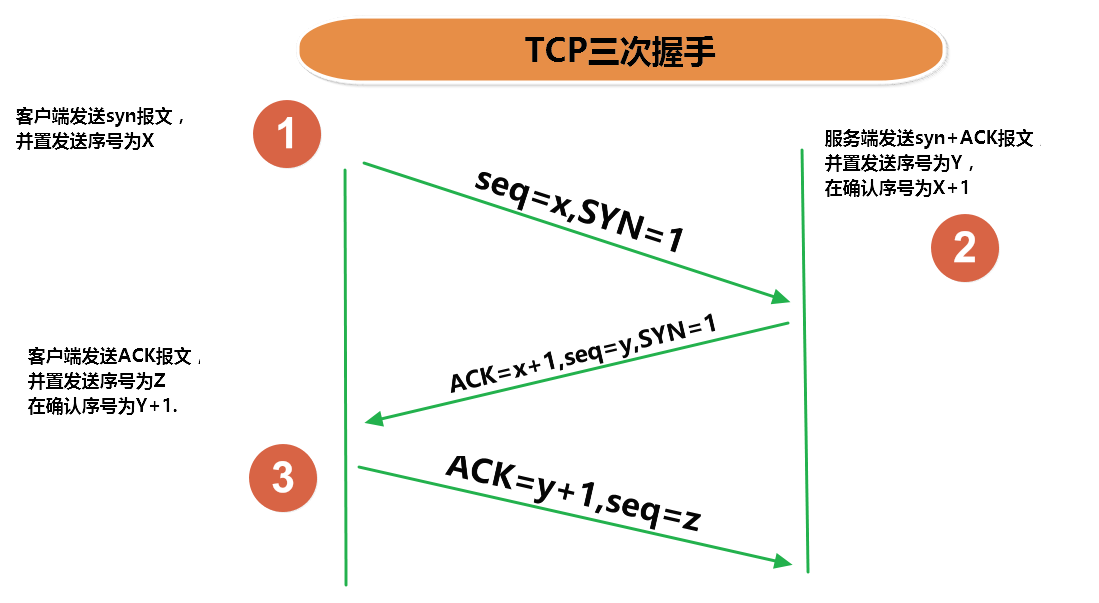 TCP三次握手
客户端发送syn报文，
并置发送序号为X
1
seq=x,SYN=1
服务端发送syn+ACK报文
并置发送序号为Y，
在确认序号为X+1
2
ACK=x+1,seq=y,SYN=1
客户端发送ACK报文，
并置发送序号为Z
在确认序号为Y+1.
3
ACK=y+1,seq=z